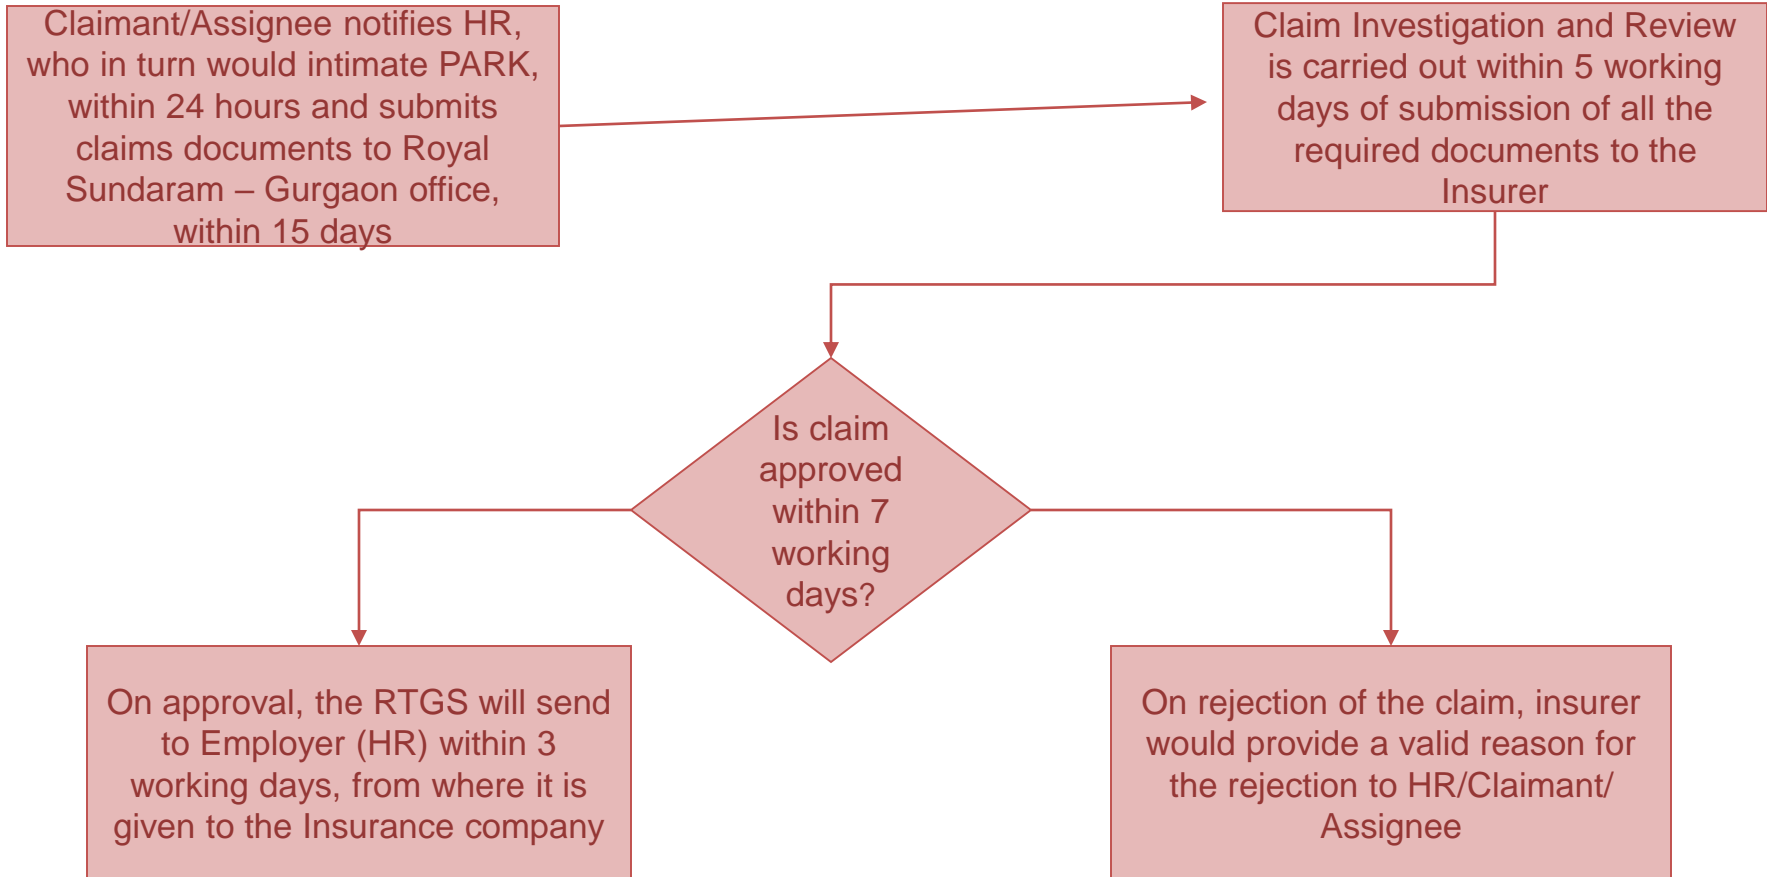 Claimant/Assignee notifies HR,
who in turn would intimate PARK,
within 24 hours and submits
claims documents to Royal
Sundaram – Gurgaon office,
within 15 days
Claim Investigation and Review
is carried out within 5 working
days of submission of all the
required documents to the
Insurer
Is claim
approved
within 7
working
days?
On approval, the RTGS will send
to Employer (HR) within 3
working days, from where it is
given to the Insurance company
On rejection of the claim, insurer
would provide a valid reason for
the rejection to HR/Claimant/
Assignee